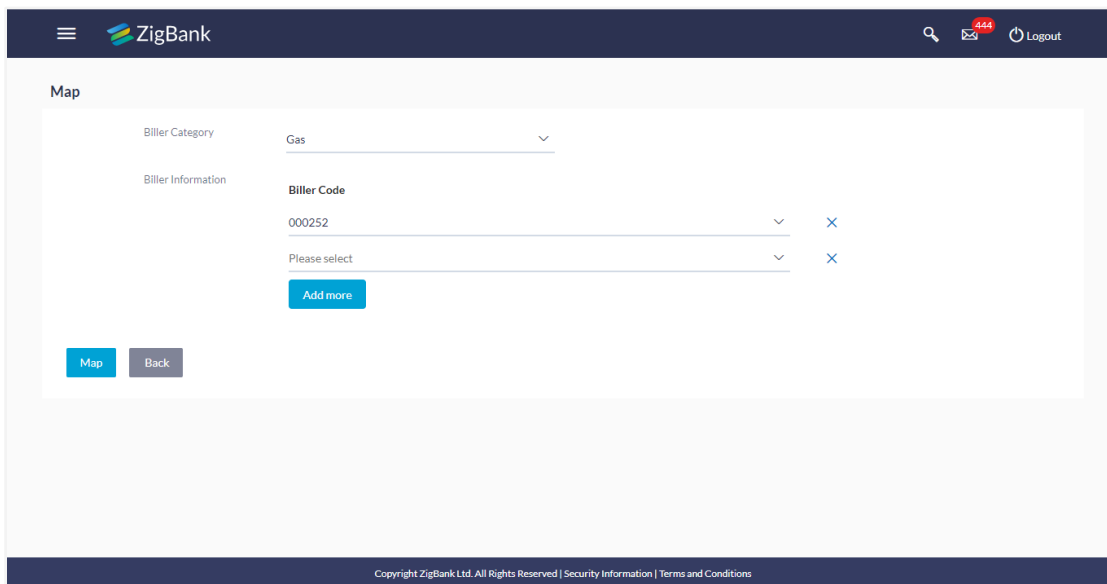 ZigBank
444
Logout
Map
Biller Category
Gas
Biller Information
Biller Code
000252
Please select
Add more
Map
Back
Copyright ZigBank Ltd. All Rights Reserved | Security Information | Terms and Conditions